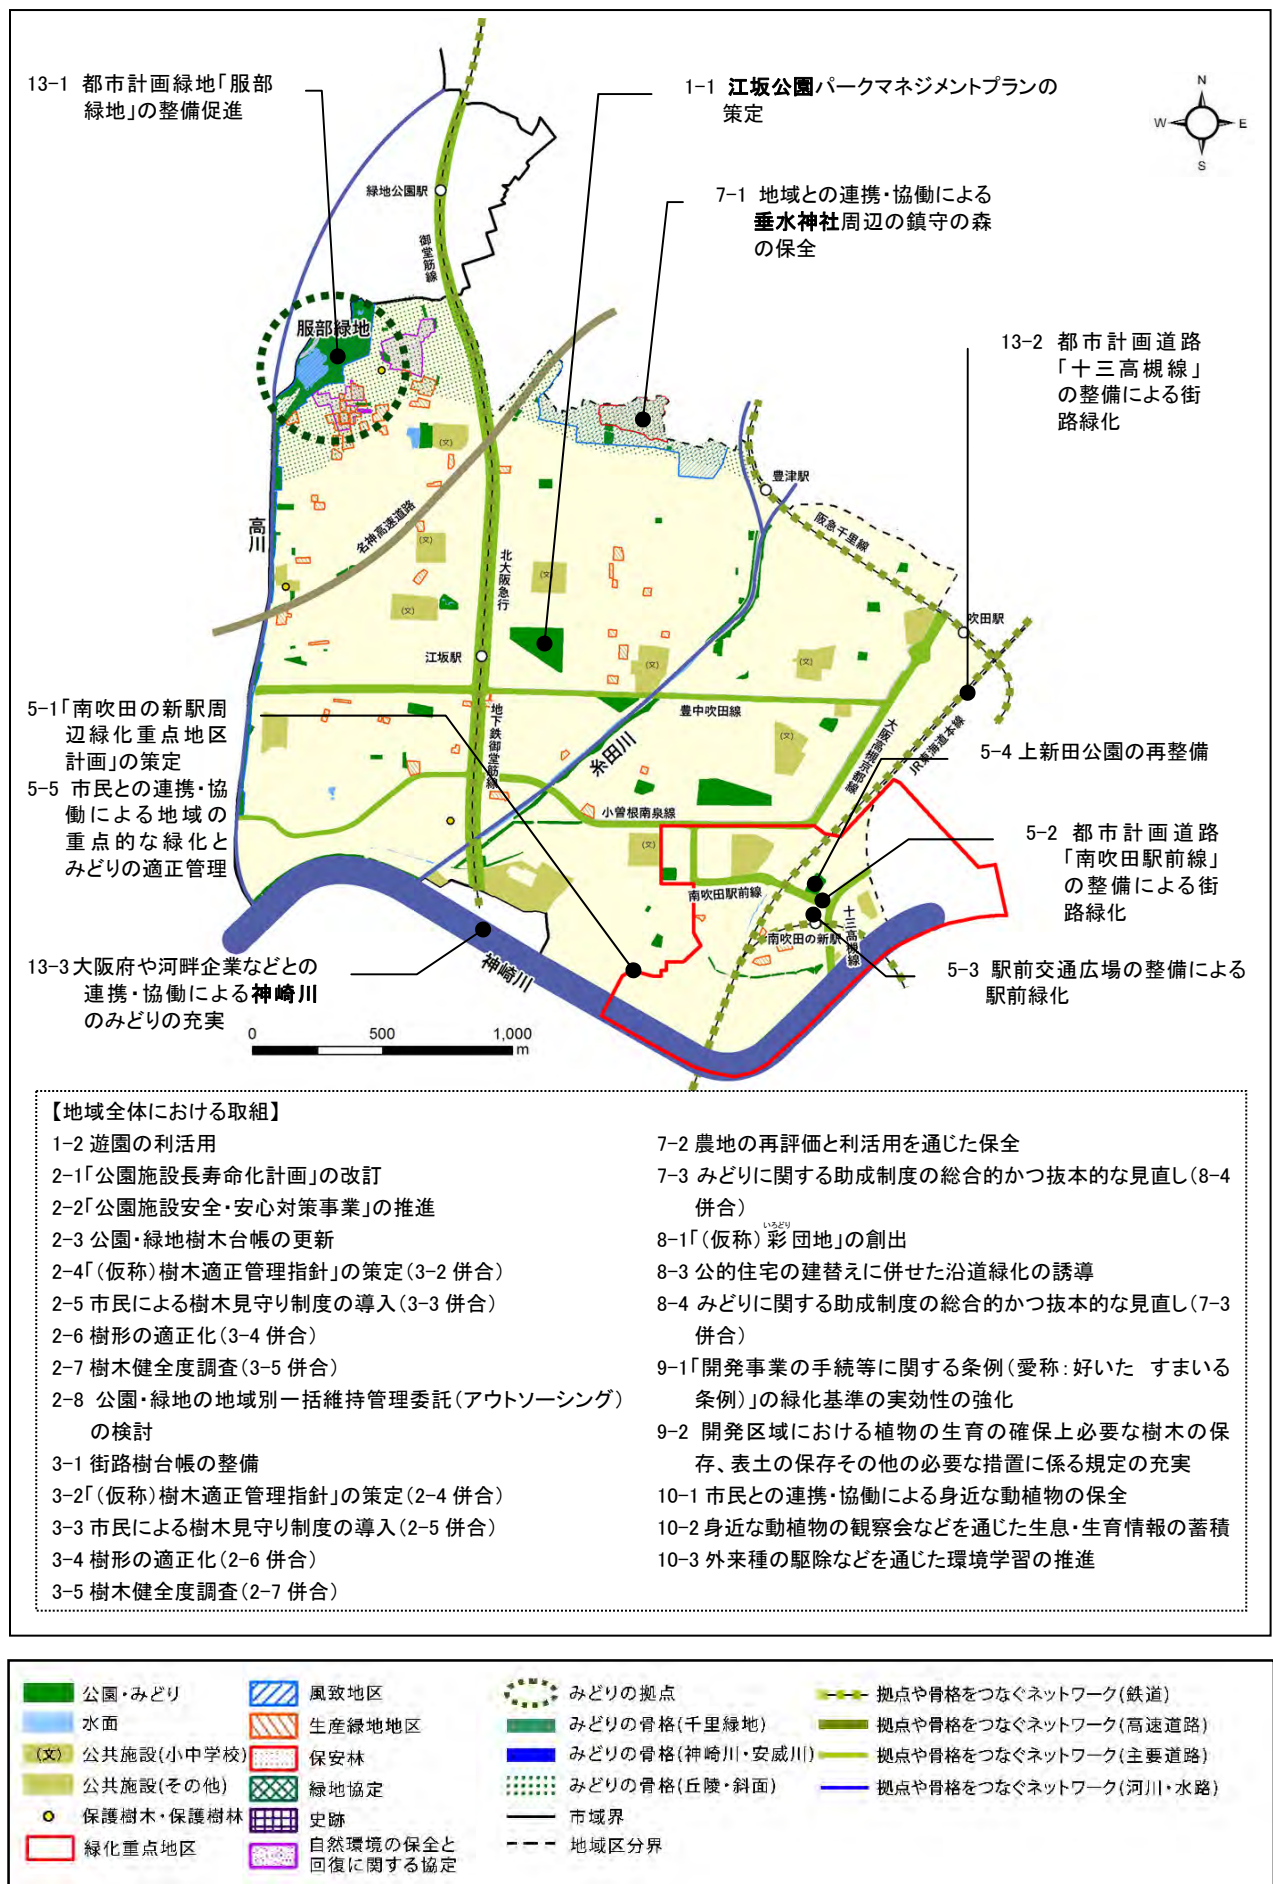 13-1 都市計画緑地「服部
緑地」の整備促進
1-1 江坂公園パークマネジメントプランの
策定
N
W
E
S
7-1 地域との連携・協働による
垂水神社周辺の鎮守の森
の保全
緑地公園駅
御堂筋線
服部緑地
13-2 都市計画道路
「十三高槻線」
の整備による街
路緑化
(文)
豊津駅
阪急千里線
高川
名神高速道路
(文)
北大阪急行
(文)
(文)
吹田駅
江坂駅
(文)
(文)
5-1「南吹田の新駅周
辺緑化重点地区
計画」の策定
5-5 市民との連携・協
働による地域の
重点的な緑化と
みどりの適正管理
地下鉄御堂筋線
豊中吹田線
糸田川
(文)
大阪高槻京都線
JR東海道本線
5-4 上新田公園の再整備
小曽根南泉線
(文)
5-2 都市計画道路
「南吹田駅前線」
の整備による街
路緑化
南吹田駅前線
十三高槻線
南吹田の新駅
13-3 大阪府や河畔企業などとの
連携・協働による神崎川
のみどりの充実
神崎川
5-3 駅前交通広場の整備による
駅前緑化
0 500 1,000
m
【地域全体における取組】
1-2 遊園の利活用
2-1「公園施設長寿命化計画」の改訂
2-2「公園施設安全・安心対策事業」の推進
2-3 公園・緑地樹木台帳の更新
2-4「(仮称)樹木適正管理指針」の策定(3-2 併合)
2-5 市民による樹木見守り制度の導入(3-3 併合)
2-6 樹形の適正化(3-4 併合)
2-7 樹木健全度調査(3-5 併合)
2-8 公園・緑地の地域別一括維持管理委託(アウトソーシング)
の検討
3-1 街路樹台帳の整備
3-2「(仮称)樹木適正管理指針」の策定(2-4 併合)
3-3 市民による樹木見守り制度の導入(2-5 併合)
3-4 樹形の適正化(2-6 併合)
3-5 樹木健全度調査(2-7 併合)
7-2 農地の再評価と利活用を通じた保全
7-3 みどりに関する助成制度の総合的かつ抜本的な見直し(8-4
併合)
いろどり
8-1「(仮称)彩団地」の創出
8-3 公的住宅の建替えに併せた沿道緑化の誘導
8-4 みどりに関する助成制度の総合的かつ抜本的な見直し(7-3
併合)
9-1「開発事業の手続等に関する条例(愛称:好いた すまいる
条例)」の緑化基準の実効性の強化
9-2 開発区域における植物の生育の確保上必要な樹木の保
存、表土の保存その他の必要な措置に係る規定の充実
10-1 市民との連携・協働による身近な動植物の保全
10-2 身近な動植物の観察会などを通じた生息・生育情報の蓄積
10-3 外来種の駆除などを通じた環境学習の推進
公園・みどり
水面
(文) 公共施設(小中学校)
公共施設(その他)
保護樹木・保護樹林
緑化重点地区
風致地区
生産緑地地区
保安林
緑地協定
史跡
自然環境の保全と
回復に関する協定
みどりの拠点
みどりの骨格(千里緑地)
みどりの骨格(神崎川・安威川)
みどりの骨格(丘陵・斜面)
市域界
地域区分界
拠点や骨格をつなぐネットワーク(鉄道)
拠点や骨格をつなぐネットワーク(高速道路)
拠点や骨格をつなぐネットワーク(主要道路)
拠点や骨格をつなぐネットワーク(河川・水路)